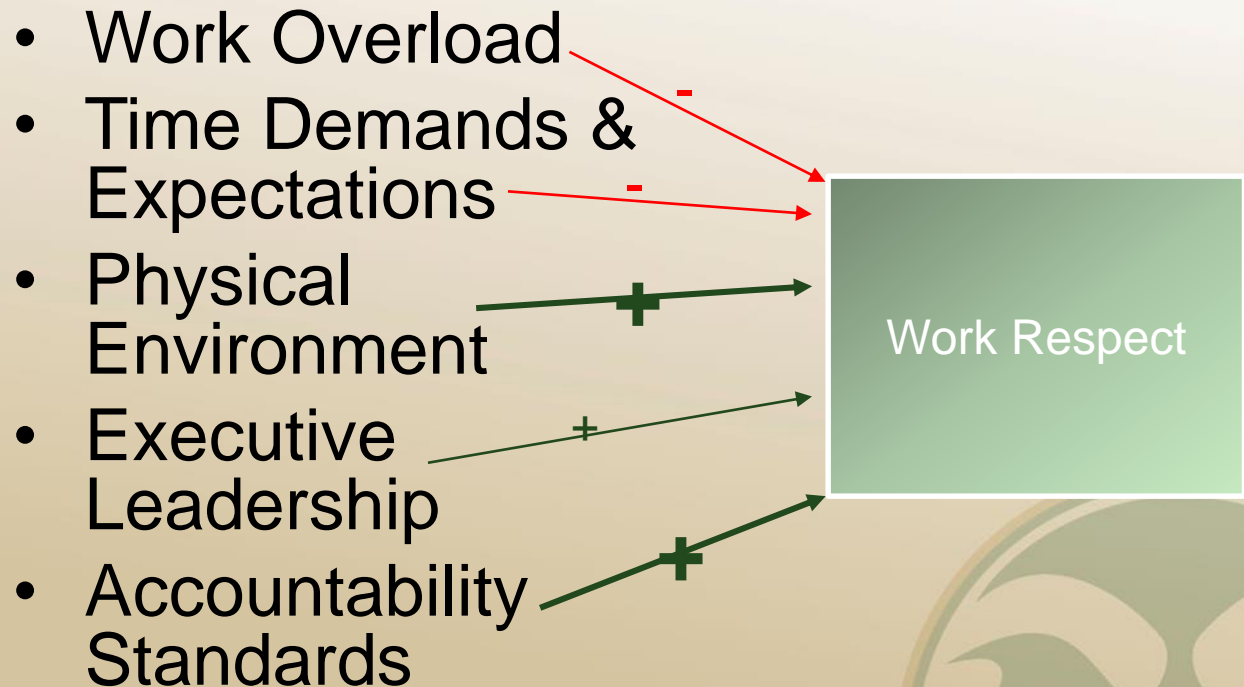 • Work Overload
-
• Time Demands &
Expectations
-
• Physical
Environment
+
Work Respect
• Executive
Leadership
+
• Accountability
Standards
+